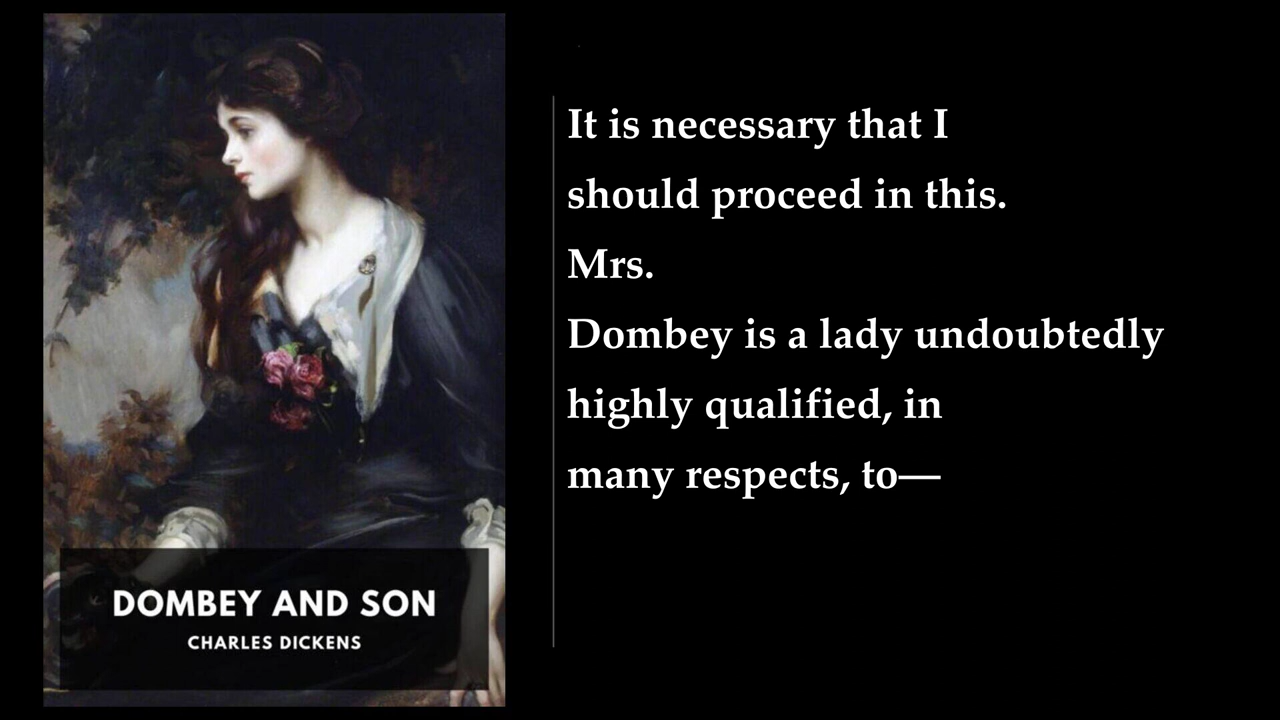 It is necessary that I
should proceed in this.
Mrs.
Dombey is a lady undoubtedly
highly qualified, in
many respects, to—
DOMBEY AND SON
CHARLES DICKENS